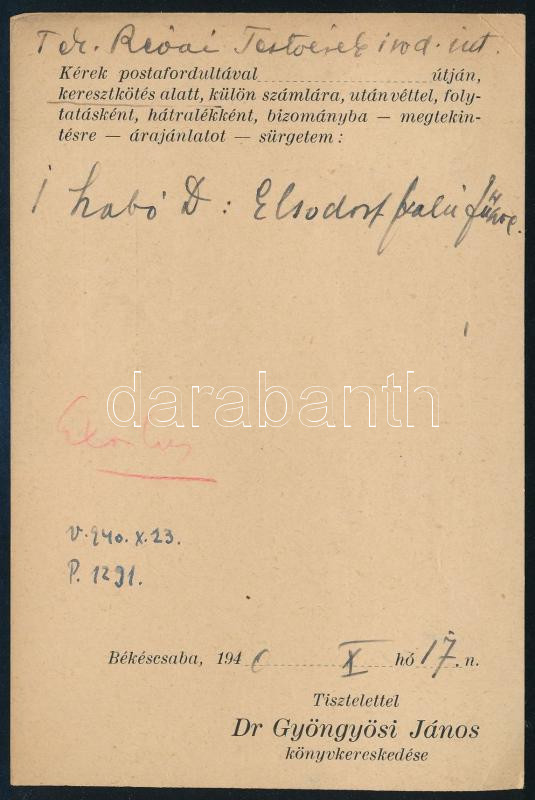 Tek. Révai Testvérek irod. int.
Kérek postafordultával útján,
keresztkötés alatt, külön számlára, utánvéttel, foly-
tatásként, hátralékként, bizományba — megtekin-
tésre — árajánlatot — sürgetem :
1 Szabó D : Elsodort falu
darabanth
V. 940. X. 23.
P. 1291.
Békéscsaba, 1940 X hó 17. n.
Tisztelettel
Dr Gyöngyösi János
könyvkereskedése